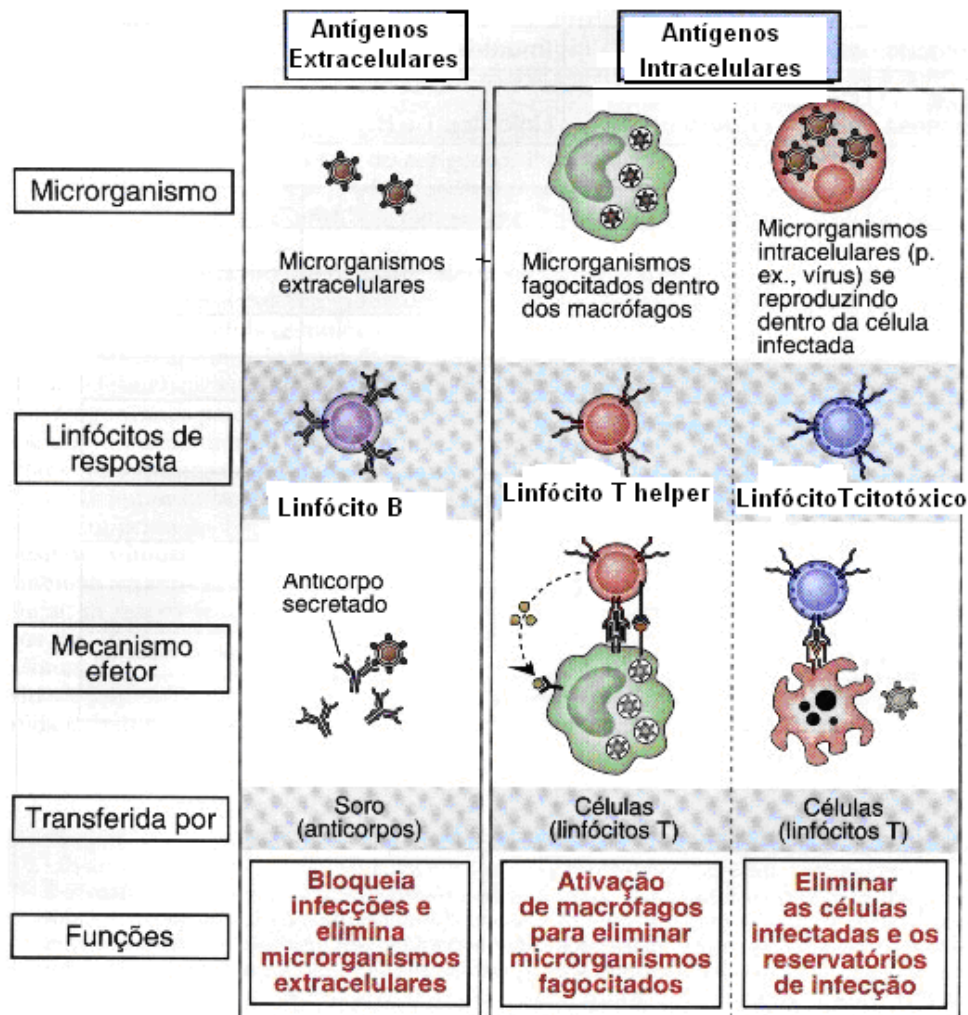 Antígenos
Extracelulares
Antígenos
Intracelulares
Microrganismo
Microrganismos
extracelulares
Microrganismos
fagocitados dentro
dos macrófagos
Microrganismos
intracelulares (p.
ex., vírus) se
reproduzindo
dentro da célula
infectada
Linfócitos de
resposta
Linfócito B
Linfócito T helper
LinfócitoTcitotóxico
Mecanismo
efetor
Anticorpo
secretado
Transferida por
Soro
(anticorpos)
Células
(linfócitos T)
Células
(linfócitos T)
Funções
Bloqueia
infecções e
elimina
microrganismos
extracelulares
Ativação
de macrófagos
para eliminar
microrganismos
fagocitados
Eliminar
as células
infectadas e os
reservatórios
de infecção